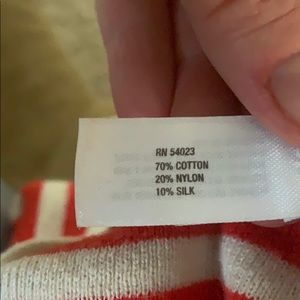 RN 54023
70% COTTON
20% NYLON
10% SILK